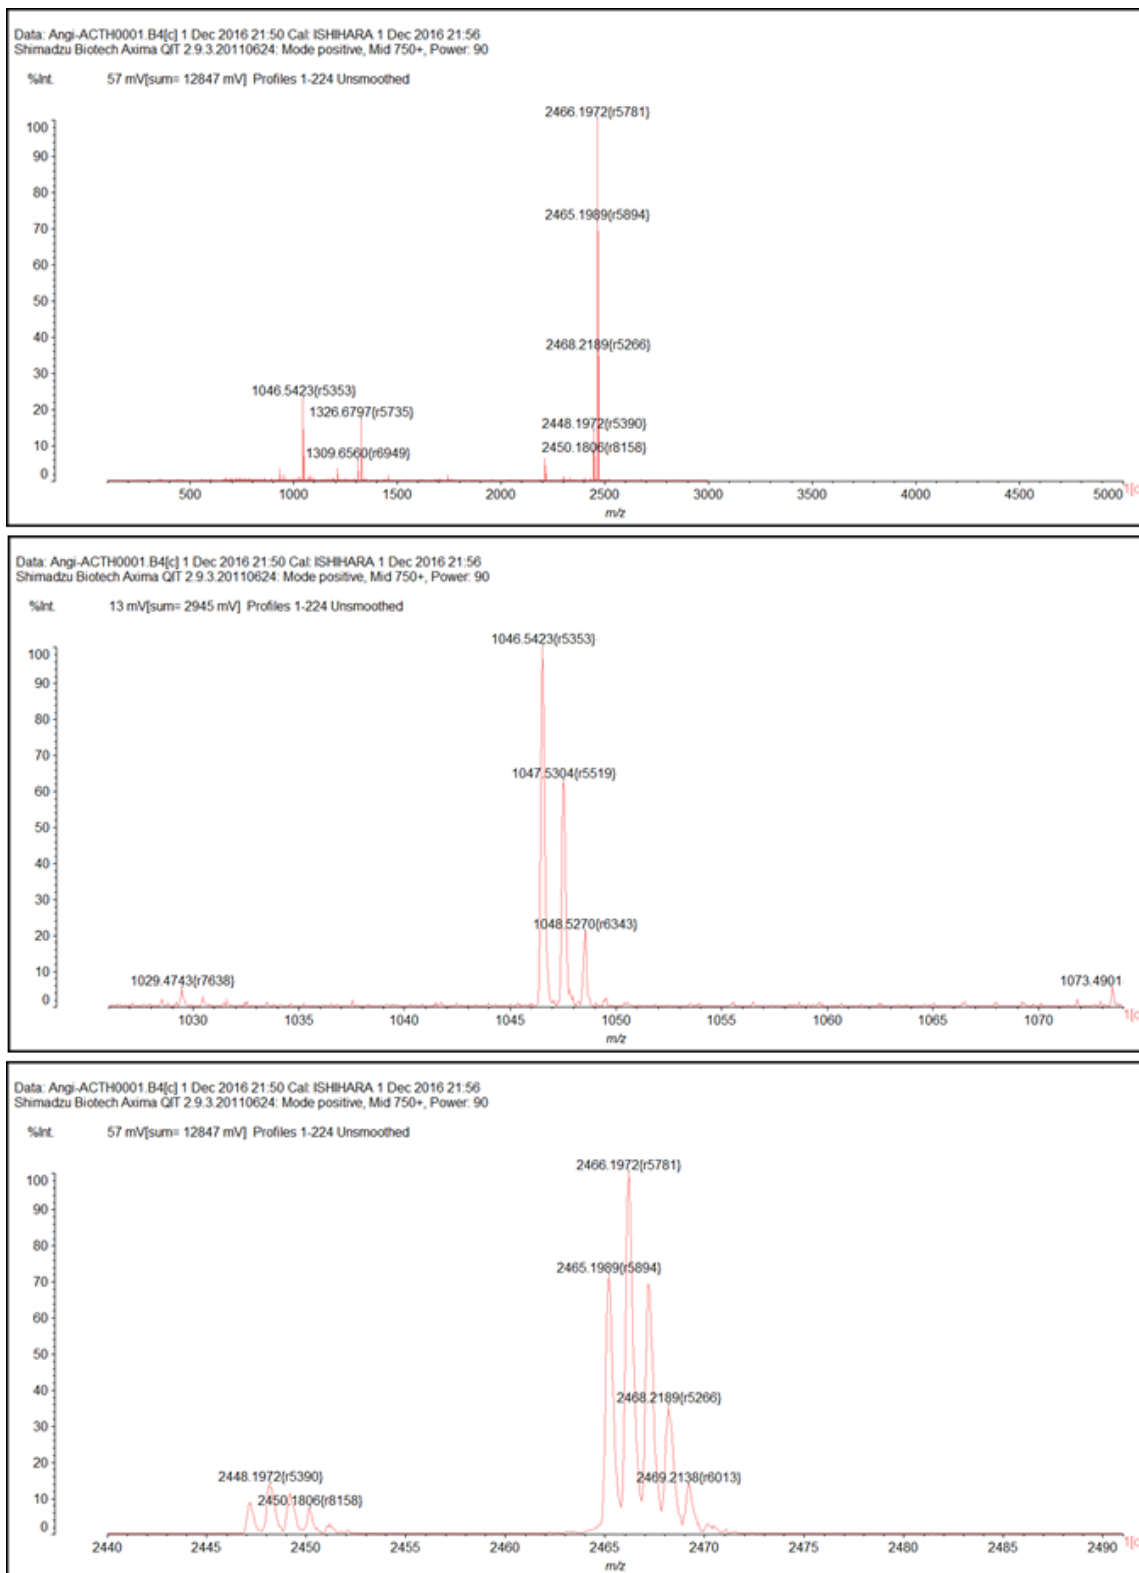 Data: Angi-ACTH0001.B4[c] 1 Dec 2016 21:50 Cal: ISHIHARA 1 Dec 2016 21:56
Shimadzu Biotech Axima QIT 2.9.3.20110624: Mode positive, Mid 750+, Power: 90
%Int. 57 mV[sum= 12847 mV] Profiles 1-224 Unsmoothed
2466.1972{r5781}
100
90
80
2465.1989{r5894}
70
60
50
40
2468.2189{r5266}
30
1046.5423{r5353}
20
1326.6797{r5735}
2448.1972{r5390}
1309.6560{r6949}
2450.1806{r8158}
10
0
500 1000 1500 2000 2500 3000 3500 4000 4500 5000
m/z
Data: Angi-ACTH0001.B4[c] 1 Dec 2016 21:50 Cal: ISHIHARA 1 Dec 2016 21:56
Shimadzu Biotech Axima QIT 2.9.3.20110624: Mode positive, Mid 750+, Power: 90
%Int. 13 mV[sum= 2945 mV] Profiles 1-224 Unsmoothed
1046.5423{r5353}
100
90
80
70
1047.5304{r5519}
60
50
40
30
1048.5270{r6343}
20
10
1029.4743{r7638}
1073.4901
0
1030 1035 1040 1045 1050 1055 1060 1065 1070
m/z
Data: Angi-ACTH0001.B4[c] 1 Dec 2016 21:50 Cal: ISHIHARA 1 Dec 2016 21:56
Shimadzu Biotech Axima QIT 2.9.3.20110624: Mode positive, Mid 750+, Power: 90
%Int. 57 mV[sum= 12847 mV] Profiles 1-224 Unsmoothed
2466.1972{r5781}
100
90
80
2465.1989{r5894}
70
60
50
40
2468.2189{r5266}
30
20
2448.1972{r5390}
2469.2138{r6013}
10
2450.1806{r8158}
0
2440 2445 2450 2455 2460 2465 2470 2475 2480 2485 2490
m/z